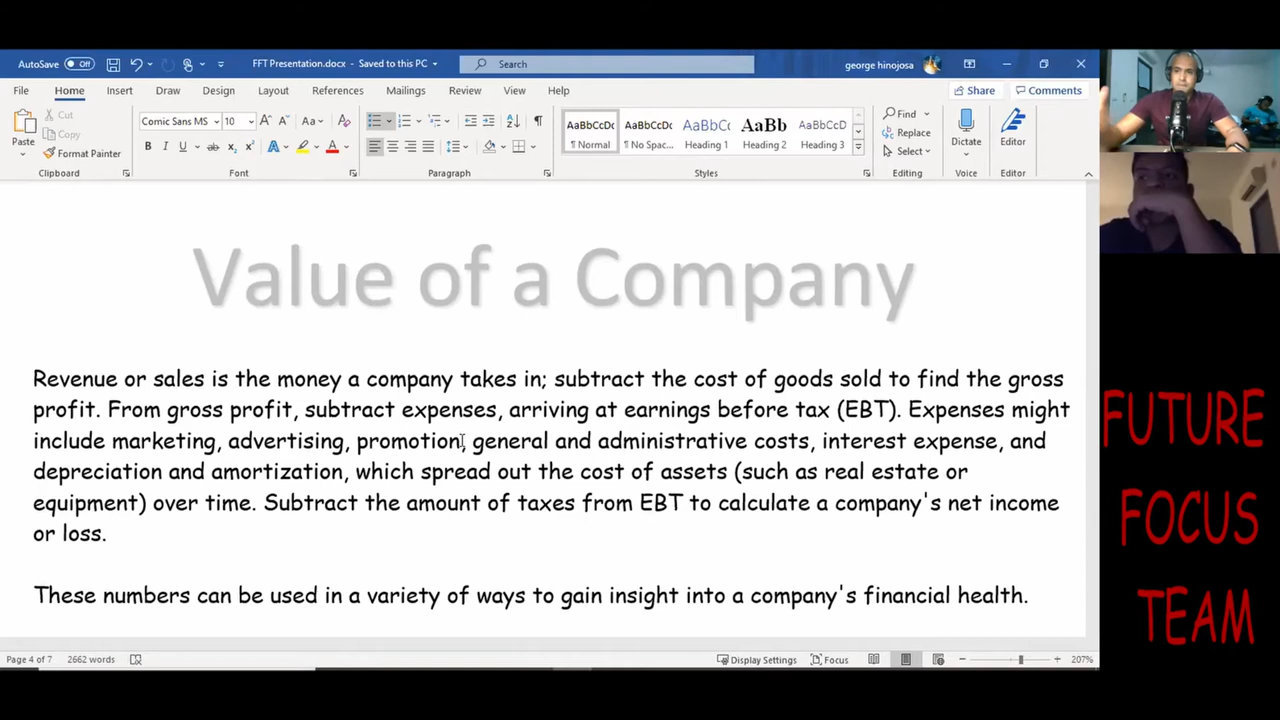 AutoSave Off FFT Presentation.docx - Saved to this PC Search george hinojosa
File Home Insert Draw Design Layout References Mailings Review View Help Share Comments
Paste Cut Copy Format Painter
Clipboard
Comic Sans MS 10 A A Aa A
B I U ab x₂ x² A A
Font
Paragraph
AaBbCcDc AaBbCcDc AaBbC AaBb AaBbCcD
¶ Normal ¶ No Spac... Heading 1 Heading 2 Heading 3
Styles
Find Replace Select
Editing
Dictate
Voice
Editor
Editor
Value of a Company
Revenue or sales is the money a company takes in; subtract the cost of goods sold to find the gross
profit. From gross profit, subtract expenses, arriving at earnings before tax (EBT). Expenses might
include marketing, advertising, promotion, general and administrative costs, interest expense, and
depreciation and amortization, which spread out the cost of assets (such as real estate or
equipment) over time. Subtract the amount of taxes from EBT to calculate a company's net income
or loss.
These numbers can be used in a variety of ways to gain insight into a company's financial health.
Page 4 of 7 2662 words Display Settings Focus 207%
FUTURE
FOCUS
TEAM